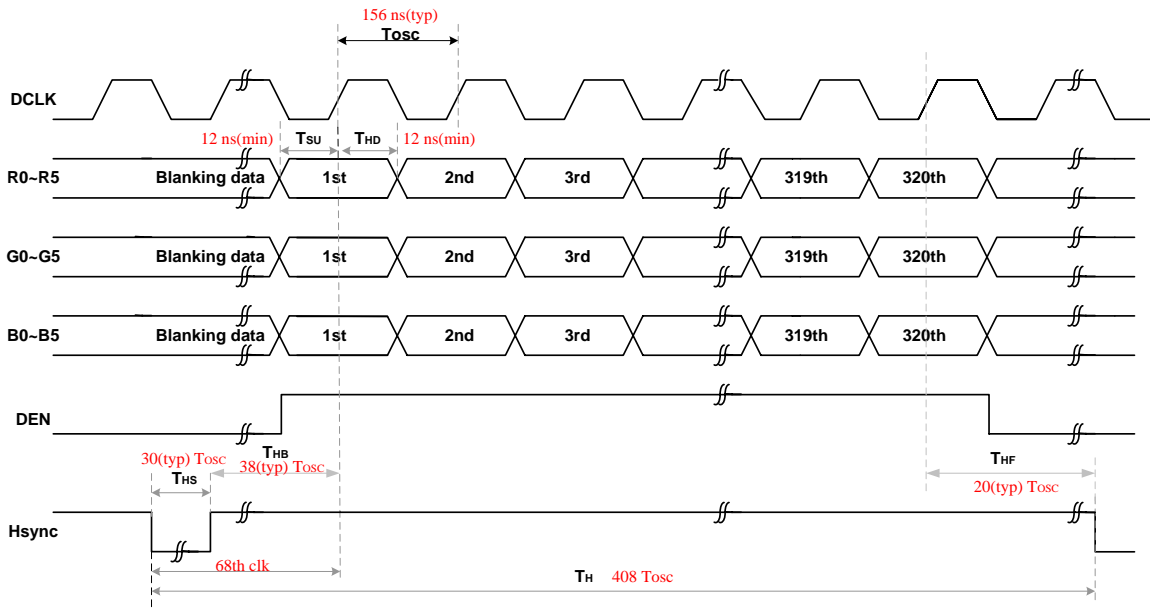 156 ns(typ)
Tosc
DCLK
12 ns(min)
TSU
THD
12 ns(min)
R0~R5
Blanking data
1st
2nd
3rd
319th
320th
G0~G5
Blanking data
1st
2nd
3rd
319th
320th
B0~B5
Blanking data
1st
2nd
3rd
319th
320th
DEN
30(typ) Tosc
THS
THB
38(typ) Tosc
THF
20(typ) Tosc
Hsync
68th clk
TH 408 Tosc